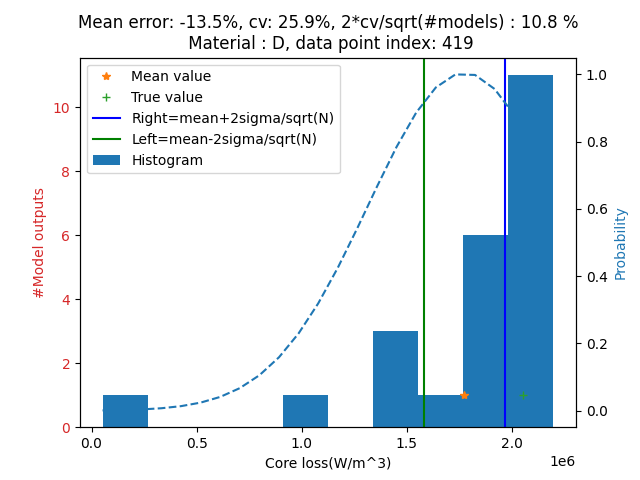 Mean error: -13.5%, cv: 25.9%, 2*cv/sqrt(#models) : 10.8 %
Material : D, data point index: 419
Mean value
True value
Right=mean+2sigma/sqrt(N)
Left=mean-2sigma/sqrt(N)
Histogram
#Model outputs
10
8
6
4
2
0
1.0
0.8
0.6
0.4
0.2
0.0
Probability
0.0 0.5 1.0 1.5 2.0
1e6
Core loss(W/m^3)